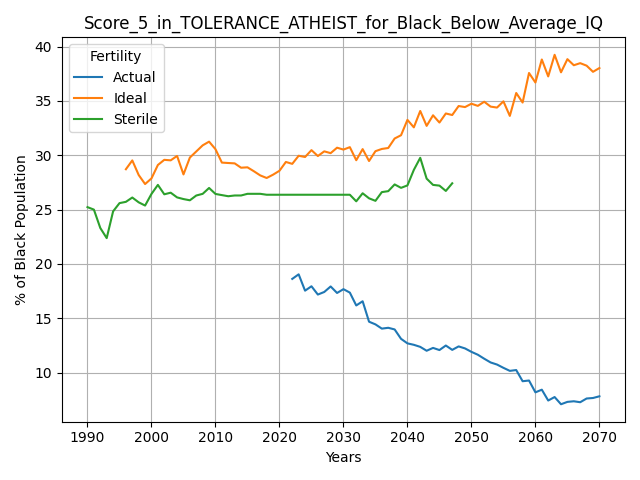 Score_5_in_TOLERANCE_ATHEIST_for_Black_Below_Average_IQ
Fertility
Actual
Ideal
Sterile
% of Black Population
40
35
30
25
20
15
10
1990 2000 2010 2020 2030 2040 2050 2060 2070
Years